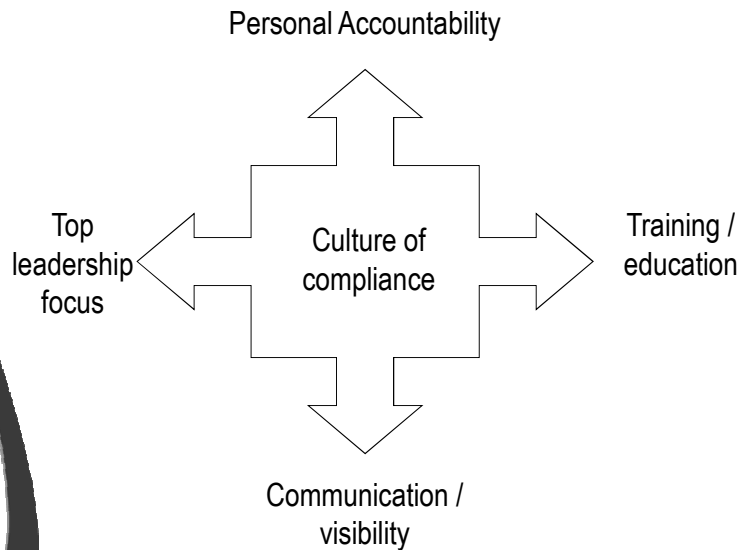 Personal Accountability
Top
leadership
focus
Culture of
compliance
Training /
education
Communication /
visibility